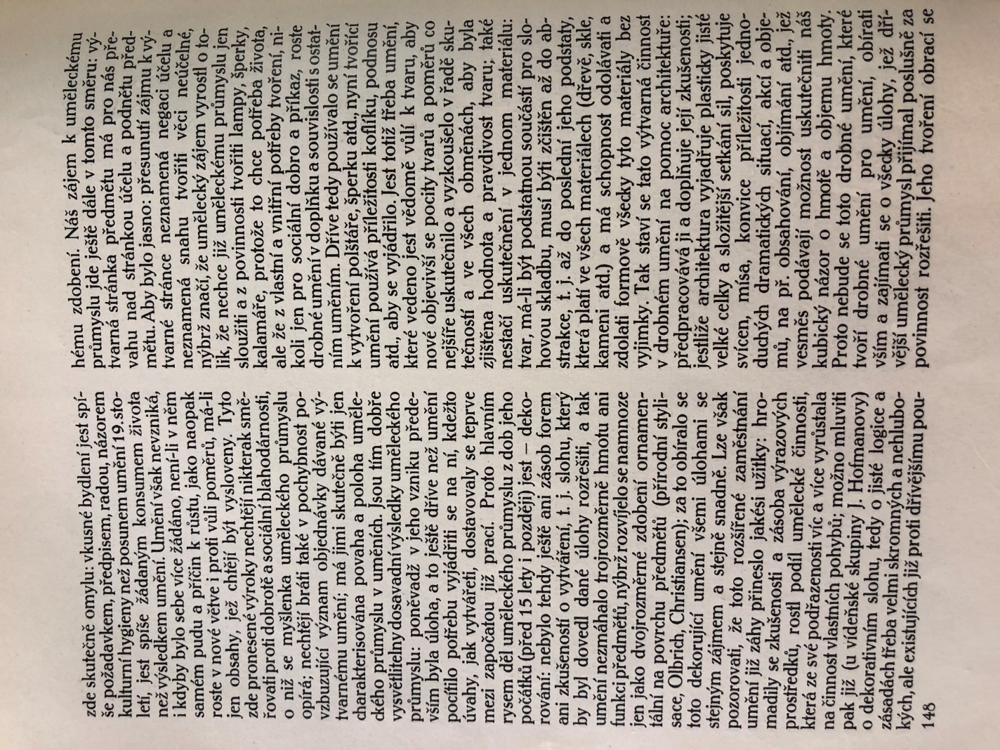 zde skutečně omylu: vkusné bydlení jest spí-
še požadavkem, předpisem, radou, názorem
kulturní hygieny než posunem umění 19. sto-
letí, jest spíše žádaným konsumem života
než výsledkem umění. Umění však nevzniká,
i kdyby bylo sebe více žádáno, není-li v něm
samém pudu a příčin k růstu, jako naopak
roste v nové větve i proti vůli poměrů, má-li
jen obsahy, jež chtějí být vysloveny. Tyto
zde pronesené výroky nechtějí nikterak smě-
řovati proti dobrotě a sociální blahodárnosti,
o niž se myšlenka uměleckého průmyslu
opírá; nechtějí bráti také v pochybnost po-
vzbuzující význam objednávky dávané vý-
tvarnému umění; má jimi skutečně býti jen
charakterisována povaha a poloha umělec-
kého průmyslu v uměních. Jsou tím dobře
vysvětlitelny dosavadní výsledky uměleckého
průmyslu: poněvadž v jeho vzniku přede-
vším byla úloha, a to ještě dříve než umění
pocítilo potřebu vyjádřiti se na ní, kdežto
úvahy, jak vytvářeti, dostavovaly se teprve
mezi započatou již prací. Proto hlavním
rysem děl uměleckého průmyslu z dob jeho
počátků (před 15 lety i později) jest — deko-
rování: nebylo tehdy ještě ani zásob forem
ani zkušeností o vytváření, t. j. slohu, který
by byl dovedl dané úlohy rozřešiti, a tak
umění nezmáhalo trojrozměrně hmotu ani
funkci předmětů, nýbrž rozvíjelo se namnoze
jen jako dvojrozměrné zdobení ornamen-
tální na povrchu předmětů (přírodní styli-
sace, Olbrich, Christiansen); za to obíralo se
toto dekorující umění všemi úlohami se
stejným zájmem a stejně snadně. Lze však
pozorovati, že toto rozšířené zaměstnání
umění již záhy přineslo jakési užitky: hro-
madily se zkušenosti a zásoba výrazových
prostředků, rostl podíl umělecké činnosti,
která ze své podřazenosti víc a více vyrůstala
na činnost vlastních pohybů; možno mluviti
pak již (u vídeňské skupiny J. Hofmanovy)
o dekorativním slohu, tedy o jisté logice a
zásadách třeba velmi skromných a nehlubo-
kých, ale existujících již proti dřívějšímu pou-
148
hému zdobení. Náš zájem k uměleckému
průmyslu jde ještě dále v tomto směru: vý-
tvarná stránka předmětu má pro nás pře-
vahu nad stránkou účelu a podnětu před-
mětu. Aby bylo jasno: přesunutí zájmu k vý-
tvarné stránce neznamená negaci účelu a
neznamená snahu tvořiti věci neúčelné,
nýbrž značí, že umělecký zájem vyrostl o to-
lik, že nechce již uměleckému průmyslu jen
sloužiti a z povinnosti tvořiti lampy, šperky,
kalamáře, protože to chce potřeba života,
ale že z vlastní a vnitřní potřeby tvoření, ni-
koli jen pro sociální dobro a příkaz, roste
drobné umění v doplňku a souvislosti s ostat-
ním uměním. Dříve tedy používalo se umění
k vytvoření polštáře, šperku atd., nyní tvořící
umění používá příležitosti koflíku, podnosu
atd., aby se vyjádřilo. Jest totiž třeba umění,
které vedeno jest vědomě vůlí k tvaru, aby
nové objevivší se pocity tvarů a poměrů co
nejšíře uskutečnilo a vyzkoušelo v řadě sku-
tečností a ve všech obměnách, aby byla
zjištěna hodnota a pravdivost tvaru; také
nestačí uskutečnění v jednom materiálu:
tvar, má-li být podstatnou součástí pro slo-
hovou skladbu, musí býti zčištěn až do ab-
strakce, t. j. až do poslední jeho podstaty,
která platí ve všech materiálech (dřevě, skle,
kameni atd.) a má schopnost odolávati a
zdolati formově všecky tyto materiály bez
vyjimky. Tak staví se tato výtvarná činnost
v drobném umění na pomoc architektuře:
předpracovává ji a doplňuje její zkušenosti;
jestliže architektura vyjadřuje plasticky jisté
velké celky a složitější setkání sil, poskytuje
svícen, mísa, konvice příležitosti jedno-
duchých dramatických situací, akcí a obje-
mů, na př. obsahování, objímání atd., jež
vesměs podávají možnost uskutečniti náš
kubický názor o hmotě a objemu hmoty.
Proto nebude se toto drobné umění, které
tvoří drobné umění pro umění, obírati
vším a zajímati se o všecky úlohy, jež dří-
vější umělecký průmysl přijímal poslušně za
povinnost rozřešiti. Jeho tvoření obrací se